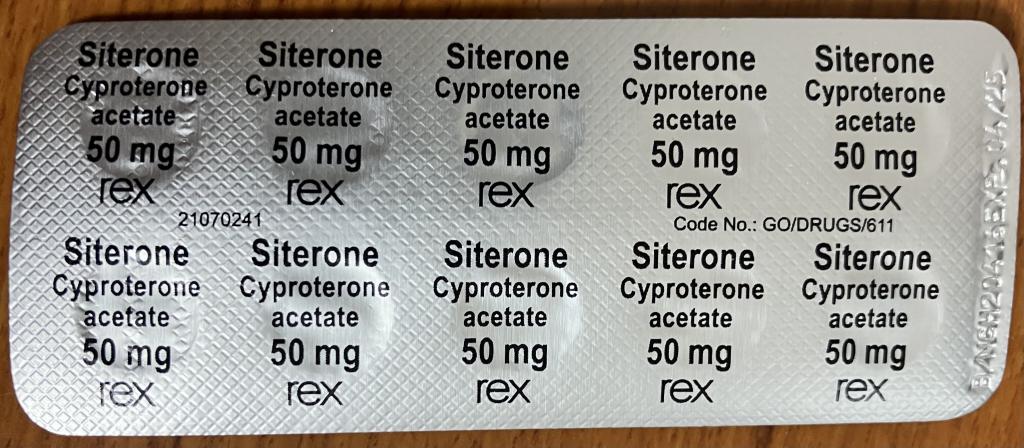 Siterone Siterone Siterone Siterone Siterone
Cyproterone Cyproterone Cyproterone Cyproterone Cyproterone
acetate acetate acetate acetate acetate
50 mg 50 mg 50 mg 50 mg 50 mg
rex rex rex rex rex
21070241 Code No.: GO/DRUGS/611
Siterone Siterone Siterone Siterone Siterone
Cyproterone Cyproterone Cyproterone Cyproterone Cyproterone
acetate acetate acetate acetate acetate
50 mg 50 mg 50 mg 50 mg 50 mg
rex rex rex rex rex